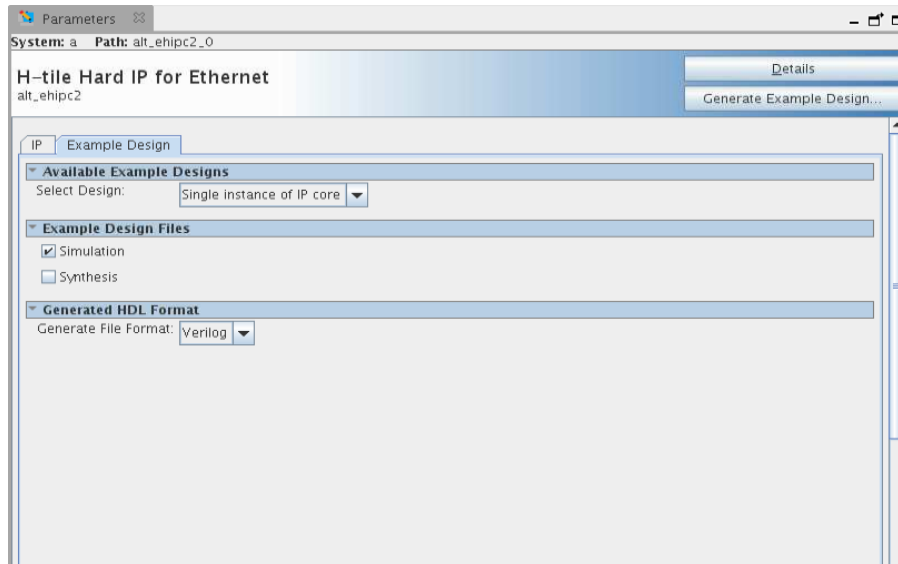 Parameters
System: a Path: alt_ehipc2_0
H-tile Hard IP for Ethernet
alt_ehipc2
Details
Generate Example Design...
IP Example Design
Available Example Designs
Select Design: Single instance of IP core
Example Design Files
Simulation
Synthesis
Generated HDL Format
Generate File Format: Verilog